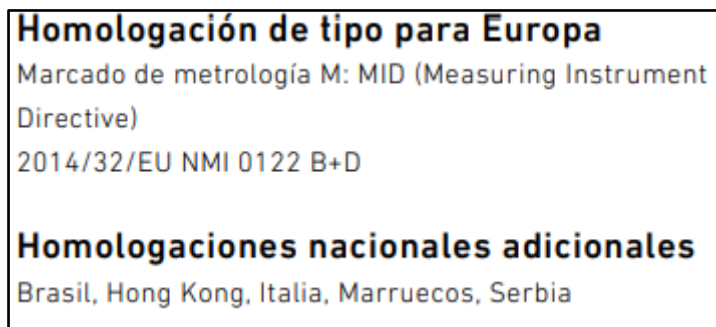 Homologación de tipo para Europa
Marcado de metrología M: MID (Measuring Instrument
Directive)
2014/32/EU NMI 0122 B+D
Homologaciones nacionales adicionales
Brasil, Hong Kong, Italia, Marruecos, Serbia